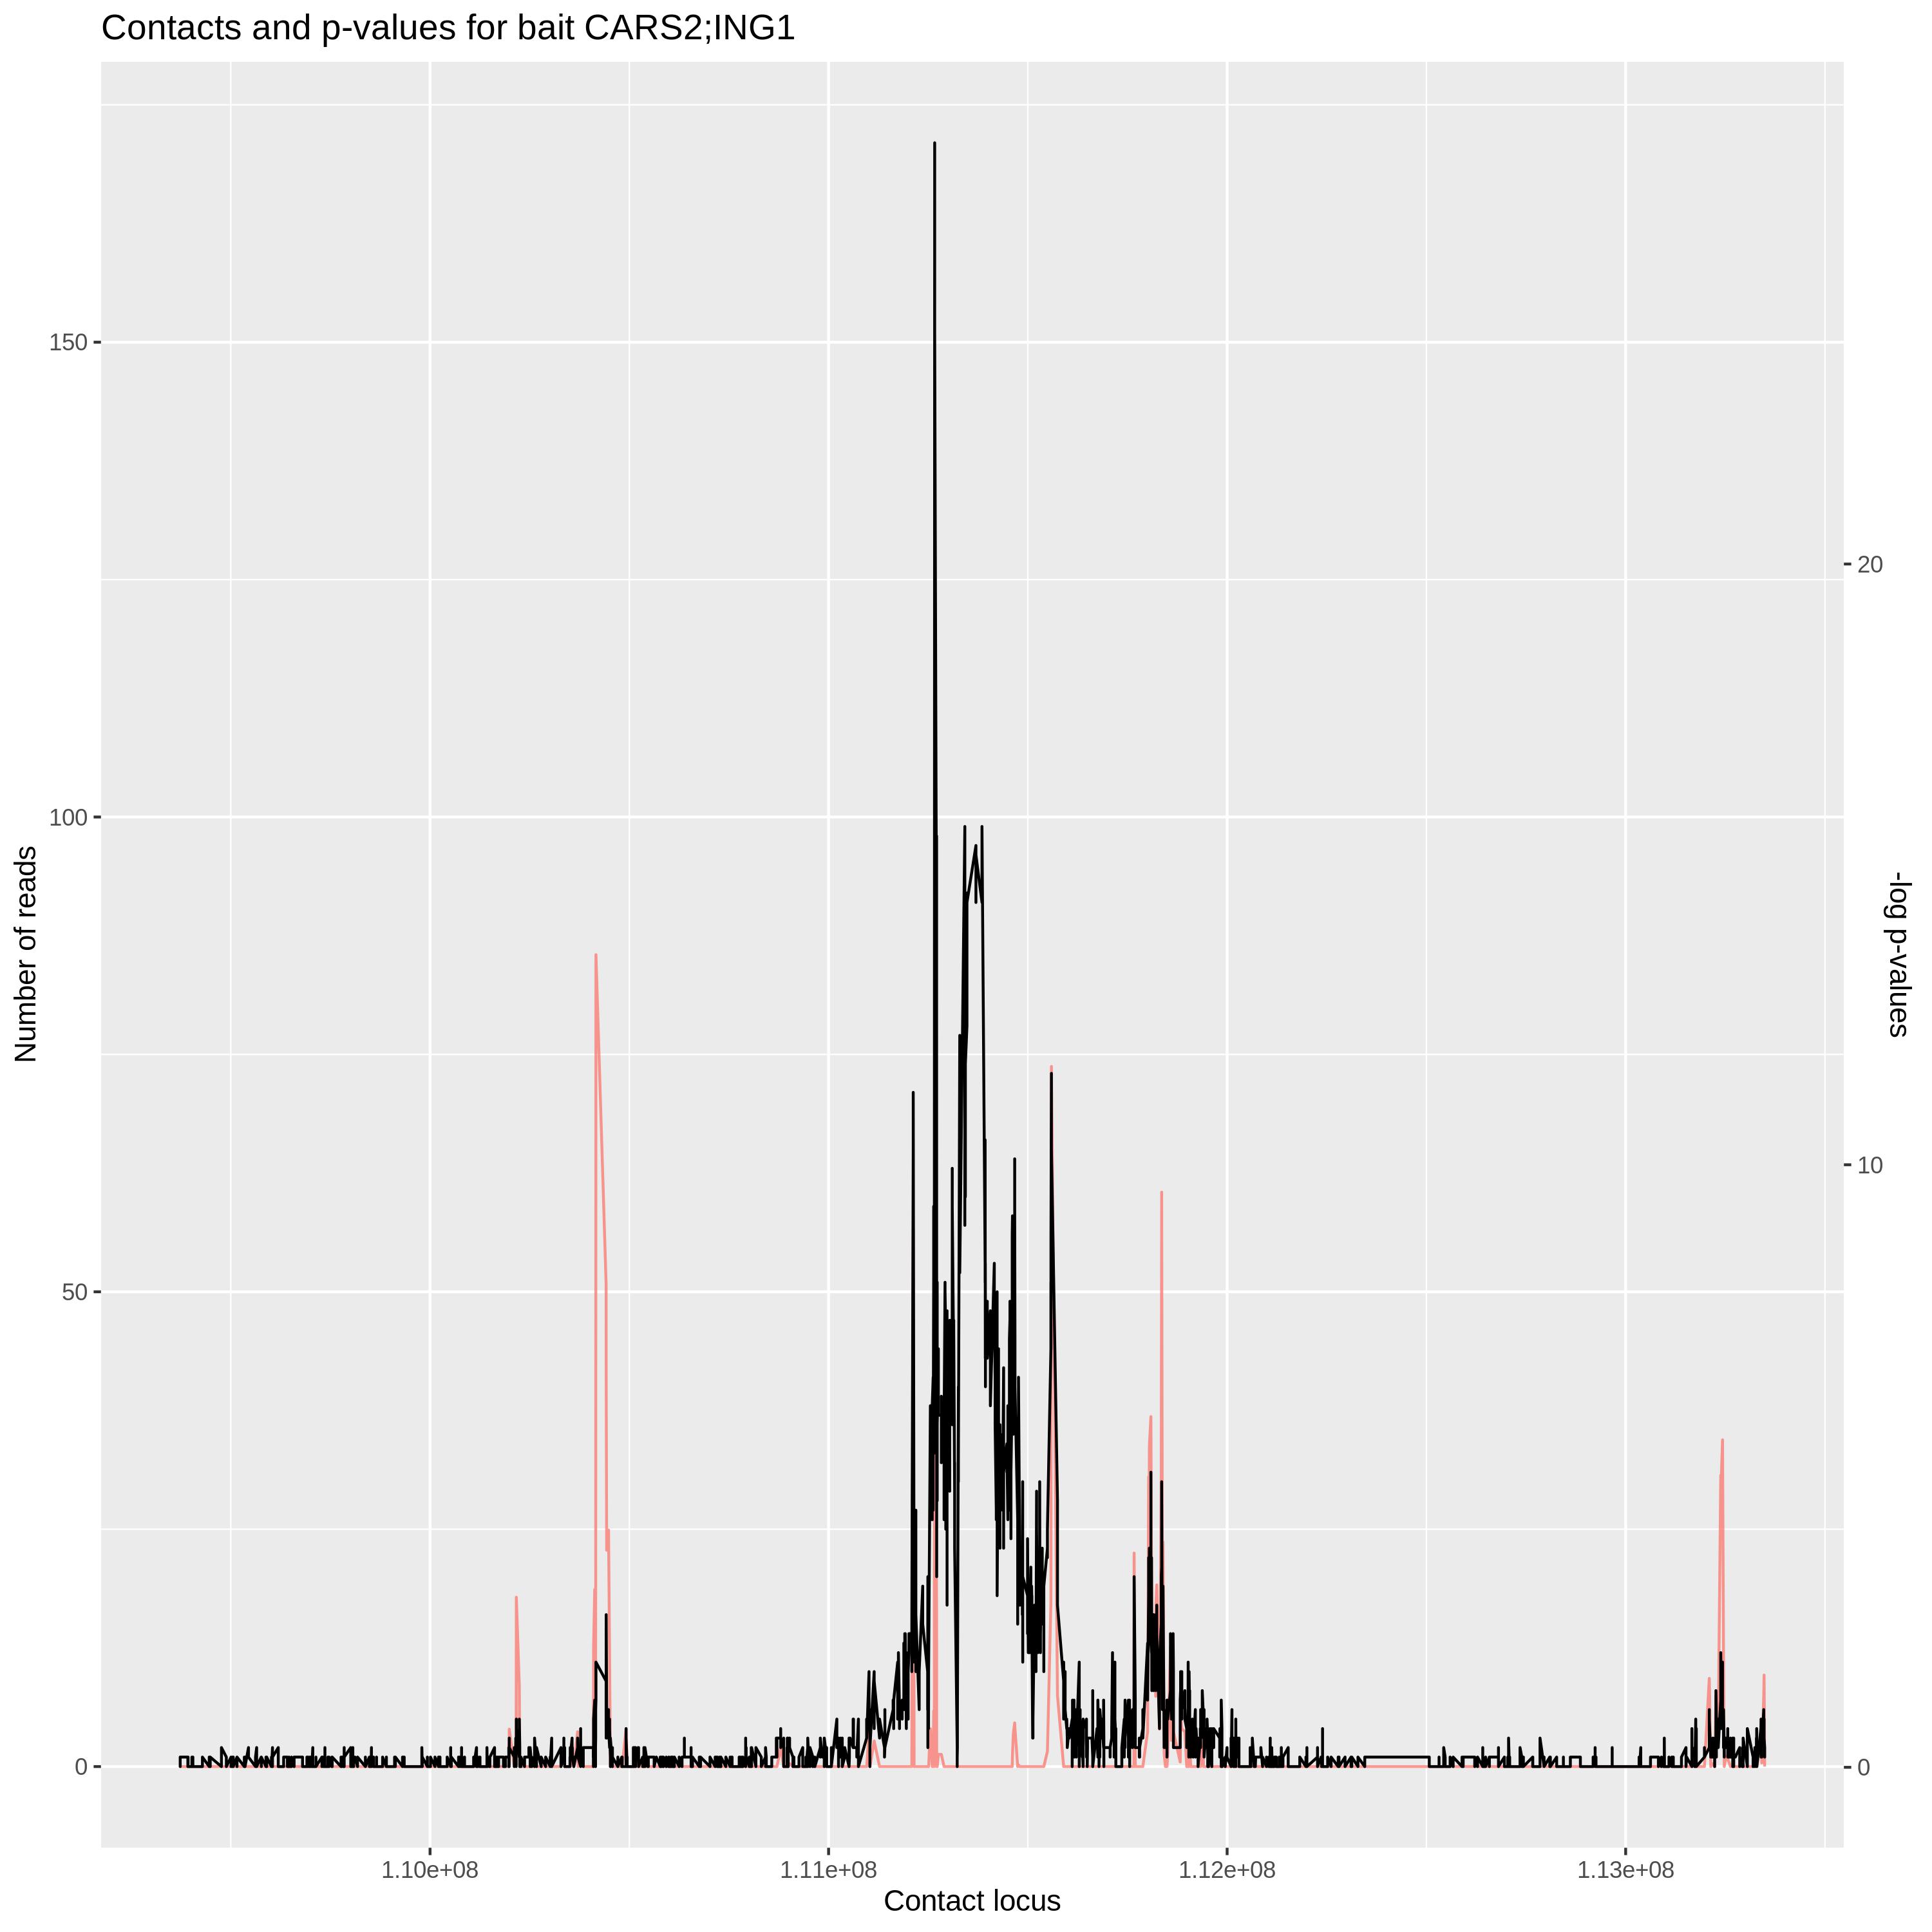 Contacts and p-values for bait CARS2;ING1
Number of reads
150
100
50
0
20
10
0
-log p-values
1.10e+08
1.11e+08
1.12e+08
1.13e+08
Contact locus